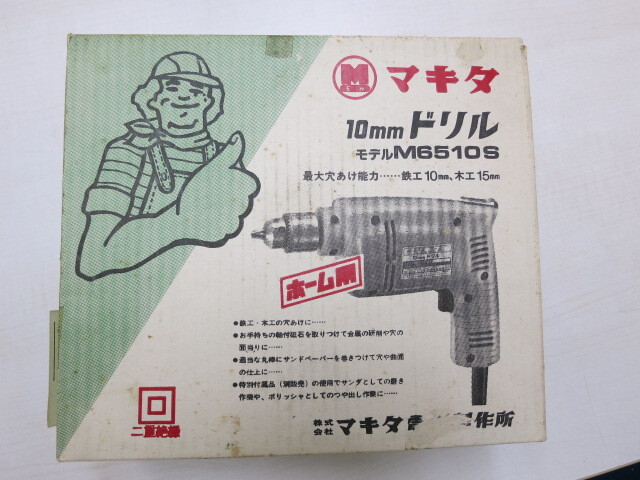 M
マキタ
10mmドリル
モデルM6510S
最大穴あけ能力……鉄工10mm、木工15mm
ホーム用
●鉄工・木工の穴あけに……
●お手持ちの軸付砥石を取りつけて金属の研削や穴の
面当りに……
●適当な丸棒にサンドペーパーを巻きつけて穴や曲面
の仕上に……
●特別付属品（別販売）の使用でサンダとしての磨き
作業や、ポリッシャとしてのつや出し作業に……
二重絶縁
株式
会社 マキタ 作所